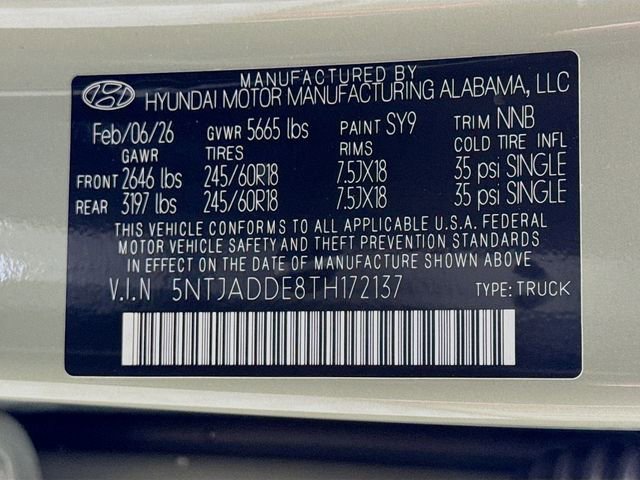 MANUFACTURED BY
HYUNDAI MOTOR MANUFACTURING ALABAMA, LLC
Feb/06/26 GVWR 5665 lbs PAINT SY9 TRIM NNB
GAWR TIRES RIMS COLD TIRE INFL
FRONT 2646 lbs 245/60R18 7.5JX18 35 psi SINGLE
REAR 3197 lbs 245/60R18 7.5JX18 35 psi SINGLE
THIS VEHICLE CONFORMS TO ALL APPLICABLE U.S.A. FEDERAL
MOTOR VEHICLE SAFETY AND THEFT PREVENTION STANDARDS
IN EFFECT ON THE DATE OF MANUFACTURE SHOWN ABOVE
V.I.N 5NTJADDE8TH172137 TYPE: TRUCK